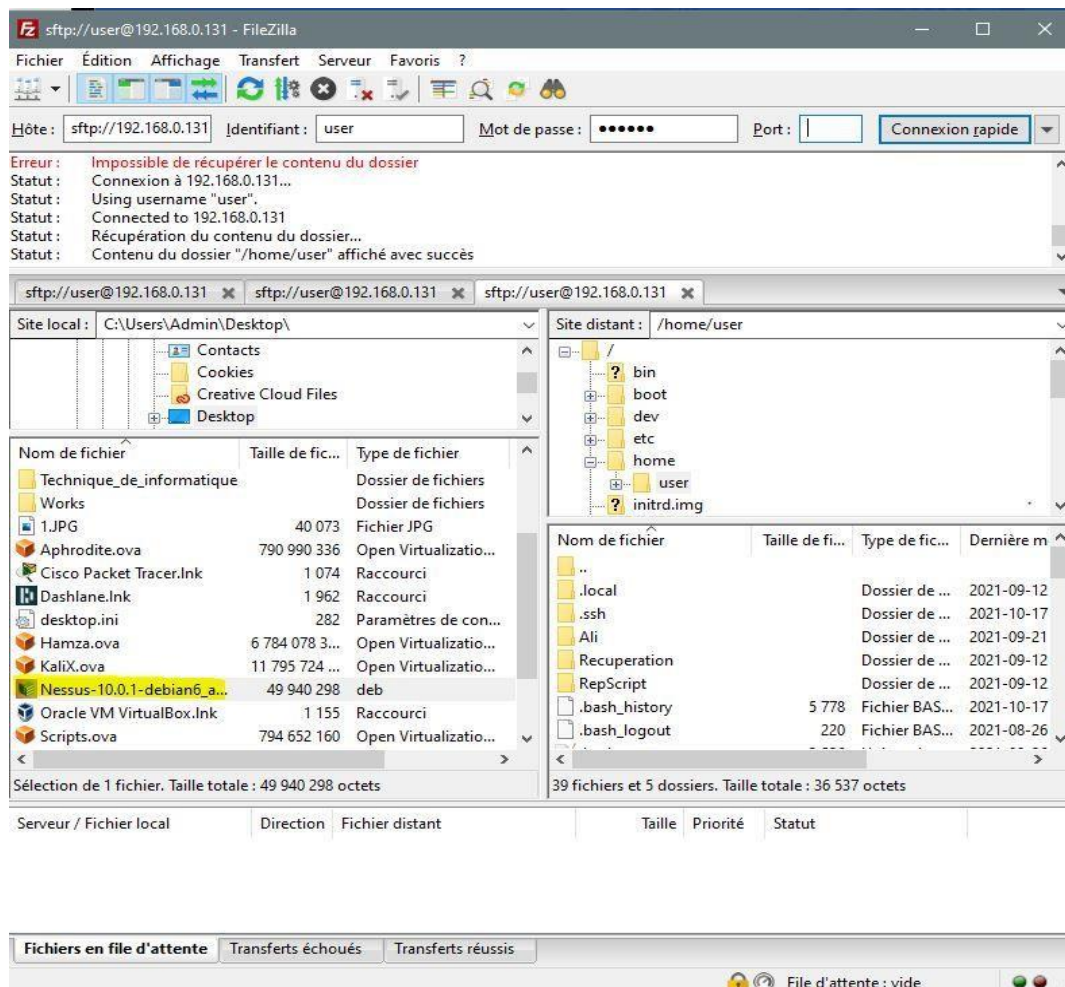 sftp://user@192.168.0.131 - FileZilla
Fichier Édition Affichage Transfert Serveur Favoris ?
Hôte : sftp://192.168.0.131 Identifiant : user Mot de passe : ●●●●●● Port : Connexion rapide
Erreur : Impossible de récupérer le contenu du dossier
Statut : Connexion à 192.168.0.131...
Statut : Using username "user".
Statut : Connected to 192.168.0.131
Statut : Récupération du contenu du dossier...
Statut : Contenu du dossier "/home/user" affiché avec succès
sftp://user@192.168.0.131 sftp://user@192.168.0.131 sftp://user@192.168.0.131
Site local : C:\Users\Admin\Desktop\
Contacts
Cookies
Creative Cloud Files
Desktop
Nom de fichier Taille de fic... Type de fichier
Technique_de_informatique Dossier de fichiers
Works Dossier de fichiers
1.JPG 40 073 Fichier JPG
Aphrodite.ova 790 990 336 Open Virtualizatio...
Cisco Packet Tracer.lnk 1 074 Raccourci
Dashlane.lnk 1 962 Raccourci
desktop.ini 282 Paramètres de con...
Hamza.ova 6 784 078 3... Open Virtualizatio...
KaliX.ova 11 795 724 ... Open Virtualizatio...
Nessus-10.0.1-debian6_a... 49 940 298 deb
Oracle VM VirtualBox.lnk 1 155 Raccourci
Scripts.ova 794 652 160 Open Virtualizatio...
Sélection de 1 fichier. Taille totale : 49 940 298 octets
Site distant : /home/user
/
? bin
boot
dev
etc
home
user
? initrd.img
Nom de fichier Taille de fi... Type de fic... Dernière m
..
.local Dossier de ... 2021-09-12
.ssh Dossier de ... 2021-10-17
Ali Dossier de ... 2021-09-21
Recuperation Dossier de ... 2021-09-12
RepScript Dossier de ... 2021-09-12
.bash_history 5 778 Fichier BAS... 2021-10-17
.bash_logout 220 Fichier BAS... 2021-08-26
39 fichiers et 5 dossiers. Taille totale : 36 537 octets
Serveur / Fichier local Direction Fichier distant Taille Priorité Statut
Fichiers en file d'attente Transferts échoués Transferts réussis
File d'attente : vide